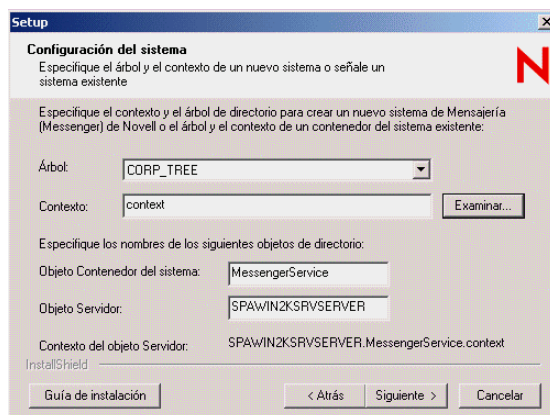 Setup
Configuración del sistema
Especifique el árbol y el contexto de un nuevo sistema o señale un
sistema existente
N
Especifique el contexto y el árbol de directorio para crear un nuevo sistema de Mensajería
(Messenger) de Novell o el árbol y el contexto de un contenedor del sistema existente:
Árbol: CORP_TREE
Contexto: context Examinar...
Especifique los nombres de los siguientes objetos de directorio:
Objeto Contenedor del sistema: MessengerService
Objeto Servidor: SPAWIN2KSRVSERVER
Contexto del objeto Servidor: SPAWIN2KSRVSERVER.MessengerService.context
InstallShield
Guía de instalación < Atrás Siguiente > Cancelar